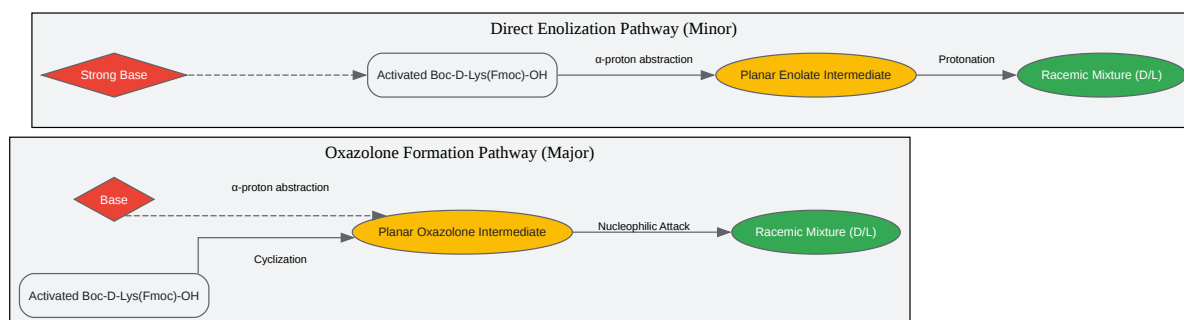 Direct Enolization Pathway (Minor)
Strong Base
Activated Boc-D-Lys(Fmoc)-OH
α-proton abstraction
Planar Enolate Intermediate
Protonation
Racemic Mixture (D/L)
Oxazolone Formation Pathway (Major)
Base
α-proton abstraction
Planar Oxazolone Intermediate
Nucleophilic Attack
Racemic Mixture (D/L)
Cyclization
Activated Boc-D-Lys(Fmoc)-OH